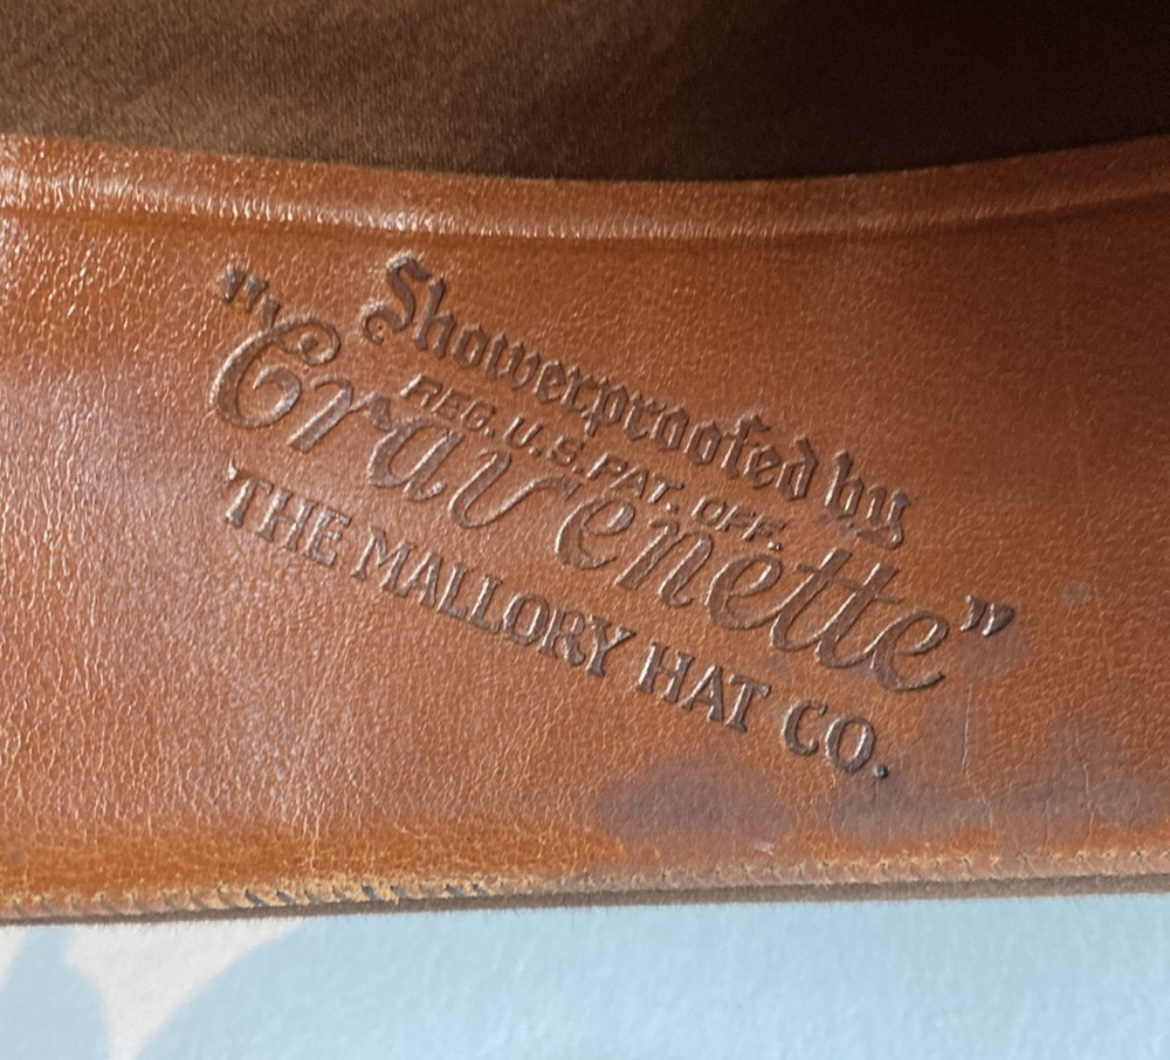 Showerproofed by
REG. U.S. PAT. OFF.
"Cravenette"
THE MALLORY HAT CO.